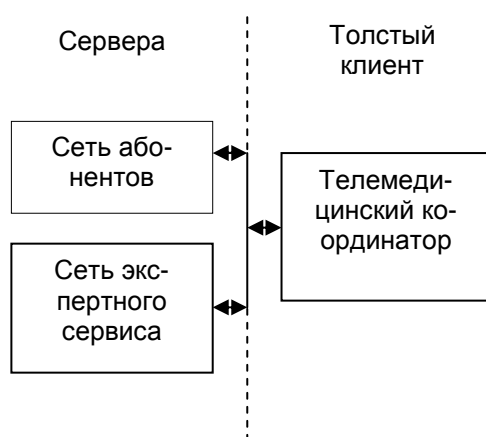 Сервера
Толстый
клиент
Сеть або-
нентов
Телемеди-
цинский ко-
ординатор
Сеть экс-
пертного
сервиса